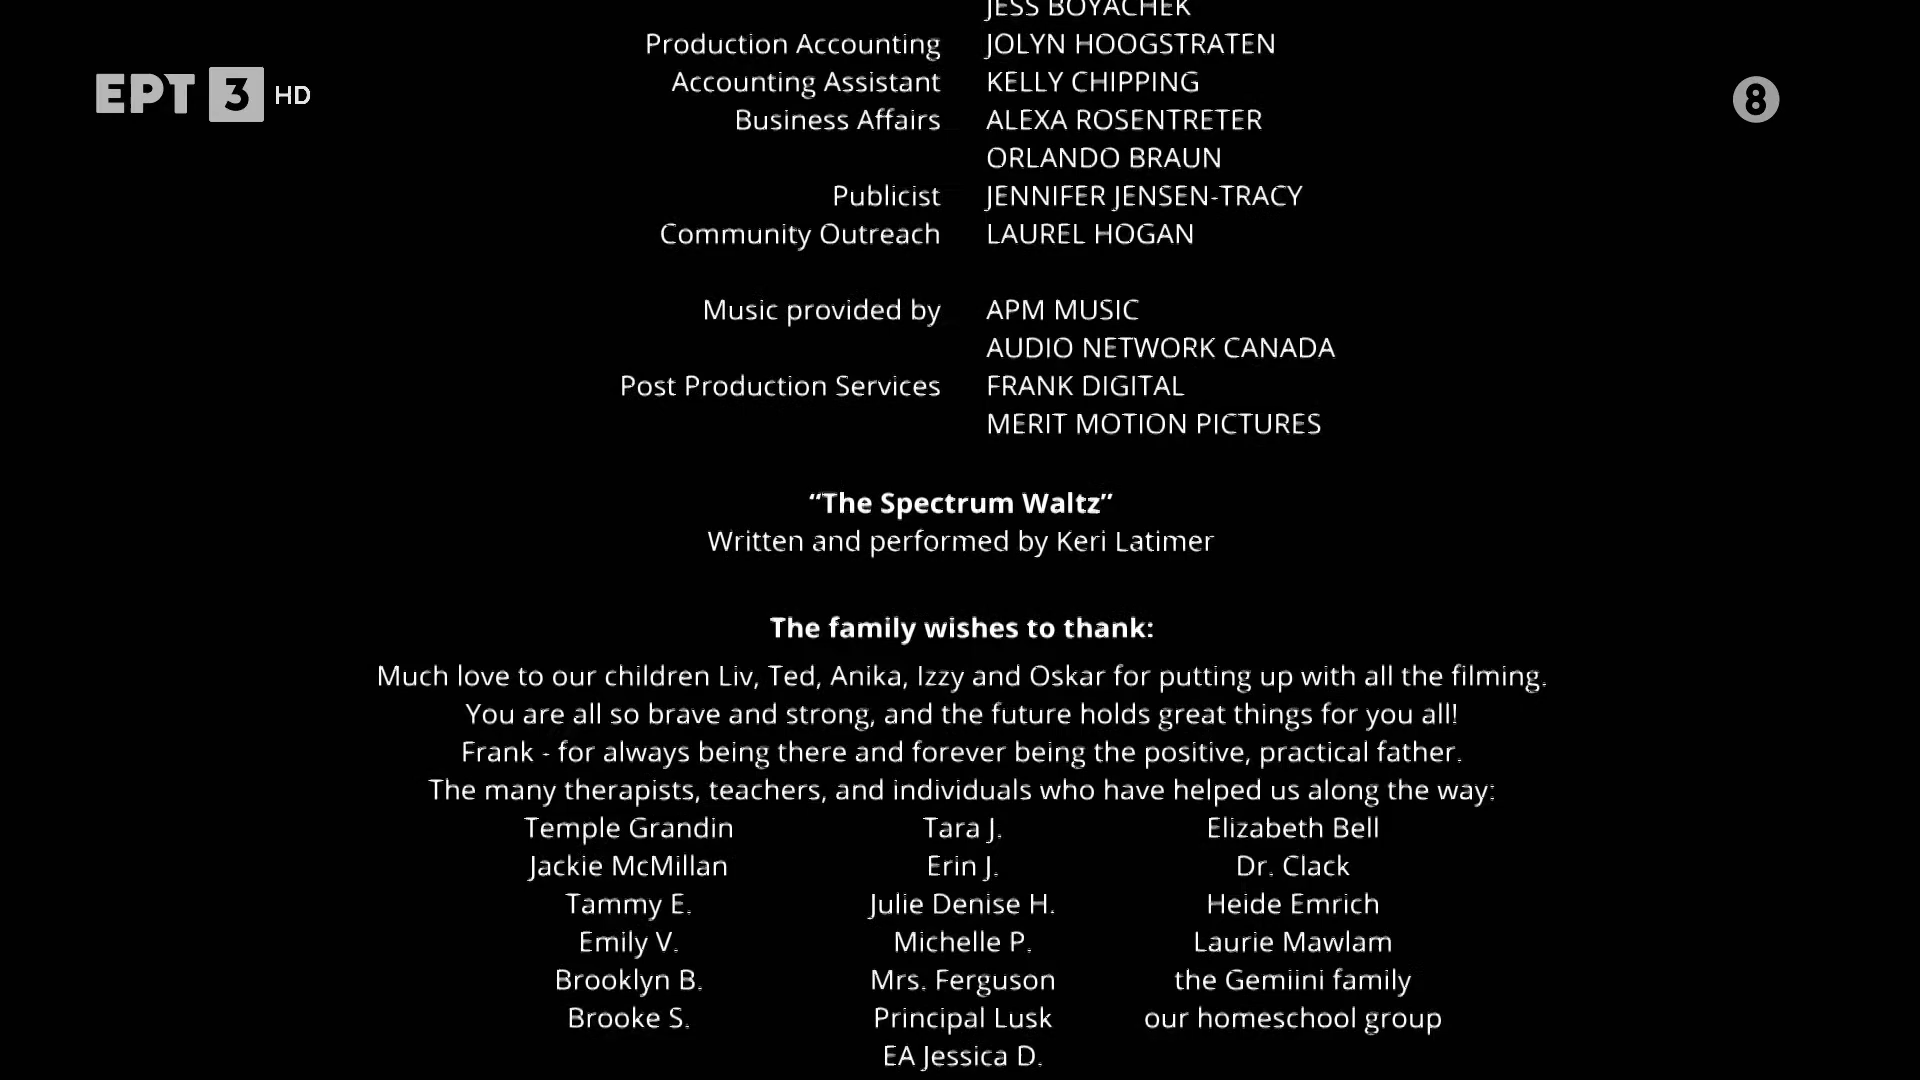 JESS BOYACHEK
Production Accounting JOLYN HOOGSTRATEN
ΕΡΤ 3 HD
8
Accounting Assistant KELLY CHIPPING
Business Affairs ALEXA ROSENTRETER
ORLANDO BRAUN
Publicist JENNIFER JENSEN-TRACY
Community Outreach LAUREL HOGAN
Music provided by APM MUSIC
AUDIO NETWORK CANADA
Post Production Services FRANK DIGITAL
MERIT MOTION PICTURES
“The Spectrum Waltz”
Written and performed by Keri Latimer
The family wishes to thank:
Much love to our children Liv, Ted, Anika, Izzy and Oskar for putting up with all the filming.
You are all so brave and strong, and the future holds great things for you all!
Frank - for always being there and forever being the positive, practical father.
The many therapists, teachers, and individuals who have helped us along the way:
Temple Grandin Tara J. Elizabeth Bell
Jackie McMillan Erin J. Dr. Clack
Tammy E. Julie Denise H. Heide Emrich
Emily V. Michelle P. Laurie Mawlam
Brooklyn B. Mrs. Ferguson the Gemiini family
Brooke S. Principal Lusk our homeschool group
EA Jessica D.